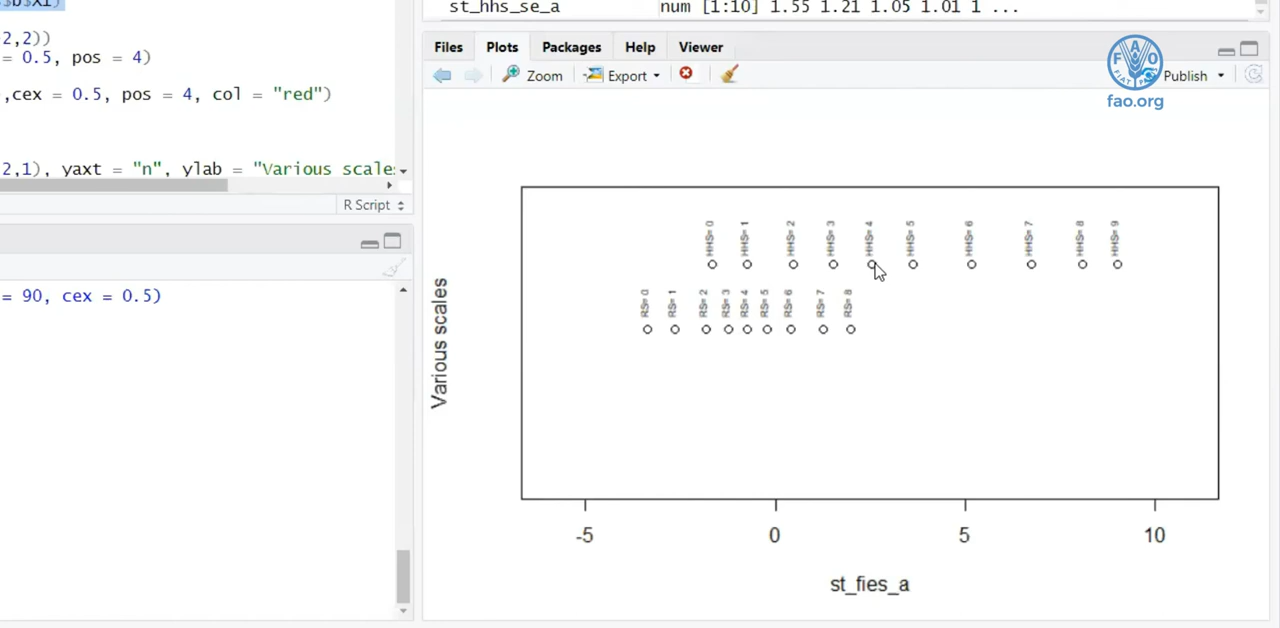 $b$X1)
,2))
= 0.5, pos = 4)
,cex = 0.5, pos = 4, col = "red")
2,1), yaxt = "n", ylab = "Various scales
R Script
= 90, cex = 0.5)
st_hhs_se_a num [1:10] 1.55 1.21 1.05 1.01 1 ...
Files Plots Packages Help Viewer
Zoom Export Publish
F A O
FIAT PANIS
fao.org
HHS= 0 HHS= 1 HHS= 2 HHS= 3 HHS= 4 HHS= 5 HHS= 6 HHS= 7 HHS= 8 HHS= 9
RS= 0 RS= 1 RS= 2 RS= 3 RS= 4 RS= 5 RS= 6 RS= 7 RS= 8
Various scales
-5 0 5 10
st_fies_a